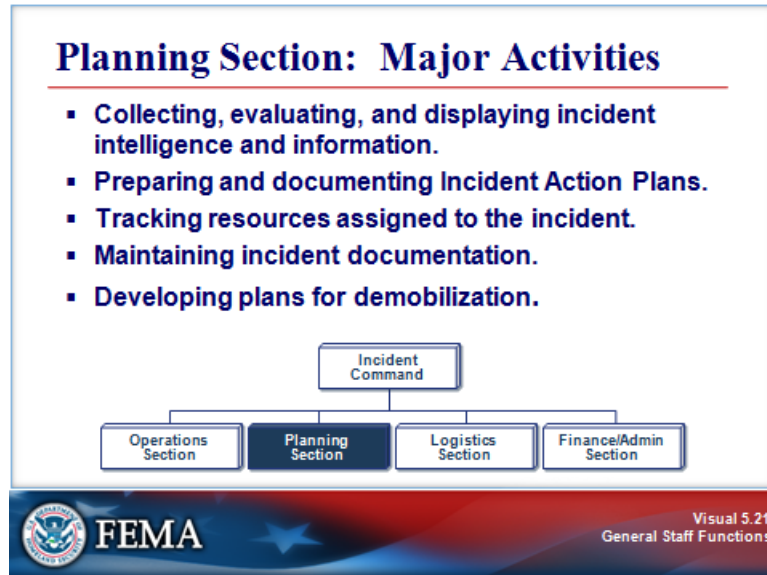 Planning Section:  Major Activities
▪ Collecting, evaluating, and displaying incident
intelligence and information.
▪ Preparing and documenting Incident Action Plans.
▪ Tracking resources assigned to the incident.
▪ Maintaining incident documentation.
▪ Developing plans for demobilization.
Incident
Command
Operations
Section
Planning
Section
Logistics
Section
Finance/Admin
Section
FEMA
Visual 5.21
General Staff Functions